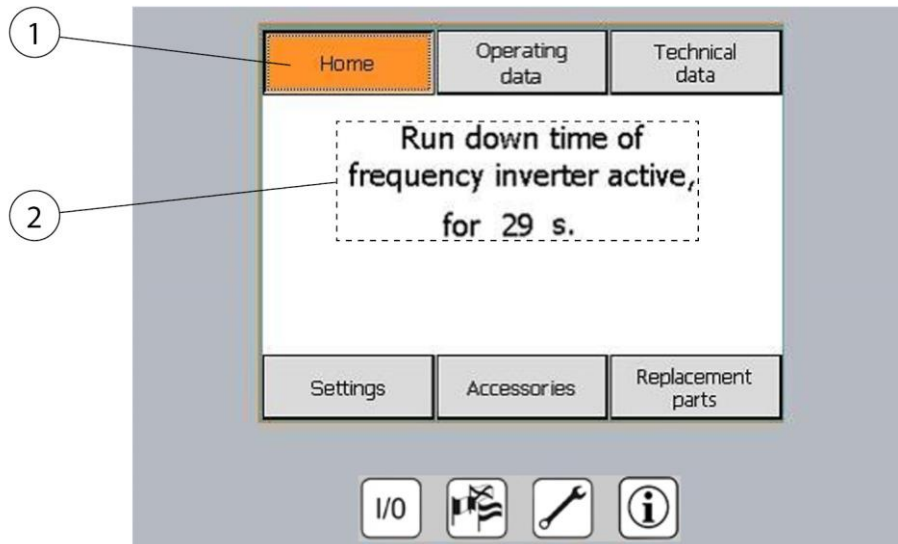 1
Home
Operating
data
Technical
data
Run down time of
frequency inverter active,
for 29 s.
2
Settings
Accessories
Replacement
parts
I/0
i